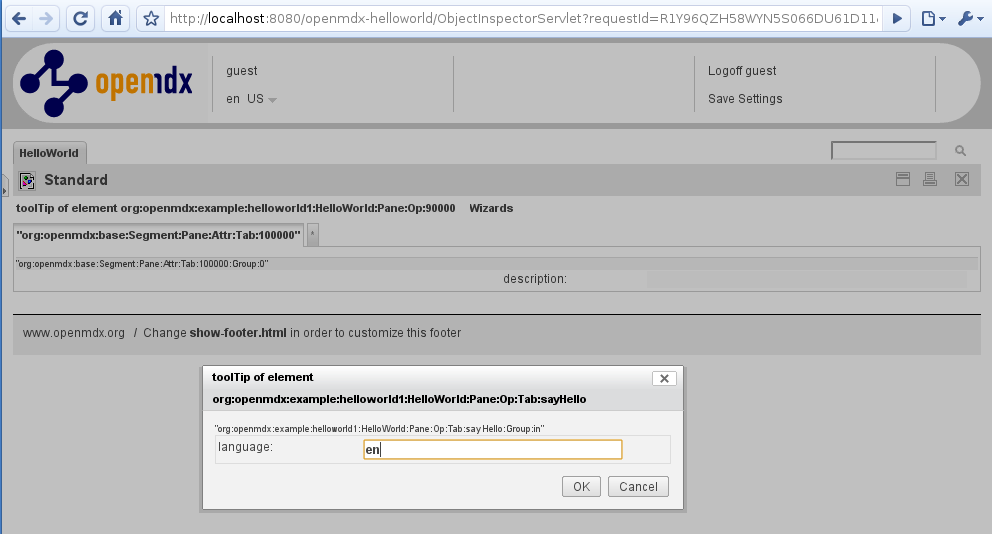 http://localhost:8080/openmdx-helloworld/ObjectInspectorServlet?requestId=R1Y96QZH58WYN5S066DU61D11
openmdx
guest
Logoff guest
en US
Save Settings
HelloWorld
Standard
toolTip of element org:openmdx:example:helloworld1:HelloWorld:Pane:Op:90000 Wizards
"org:openmdx:base:Segment:Pane:Attr:Tab:100000" *
"org:openmdx:base:Segment:Pane:Attr:Tab:100000:Group:0"
description:
www.openmdx.org / Change show-footer.html in order to customize this footer
toolTip of element
org:openmdx:example:helloworld1:HelloWorld:Pane:Op:Tab:sayHello
"org:openmdx:example:helloworld1:HelloWorld:Pane:Op:Tab:sayHello:Group:in"
language: en
OK Cancel